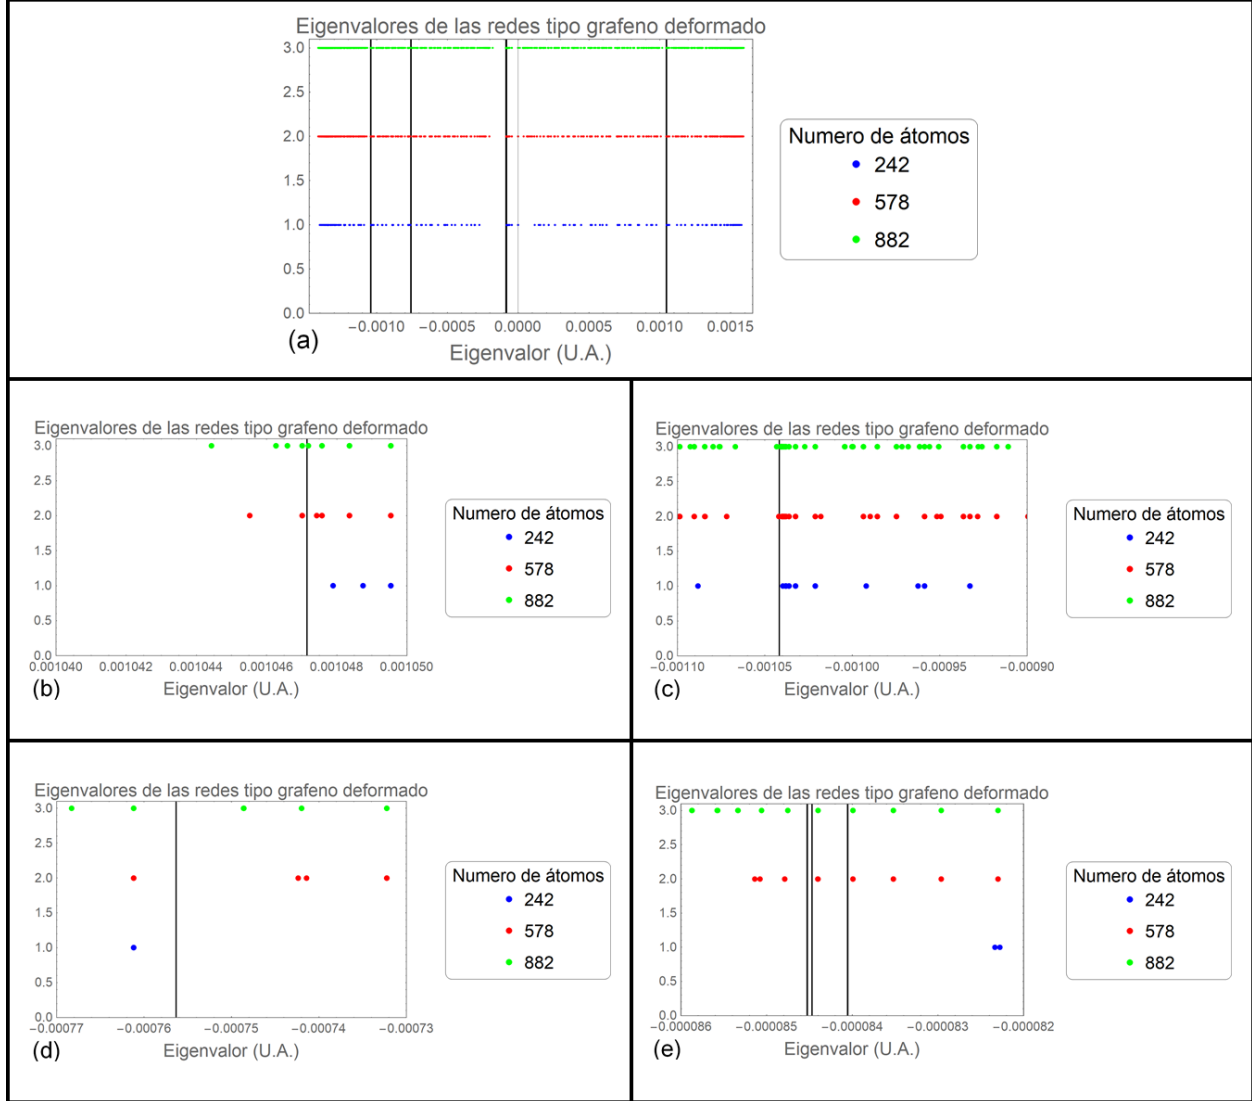 Eigenvalores de las redes tipo grafeno deformado
3.0
2.5
2.0
1.5
1.0
0.5
0.0
−0.0010 −0.0005 0.0000 0.0005 0.0010 0.0015
Eigenvalor (U.A.)
(a)
Numero de átomos
242
578
882
Eigenvalores de las redes tipo grafeno deformado
3.0
2.5
2.0
1.5
1.0
0.5
0.0
0.001040 0.001042 0.001044 0.001046 0.001048 0.001050
Eigenvalor (U.A.)
(b)
Numero de átomos
242
578
882
Eigenvalores de las redes tipo grafeno deformado
3.0
2.5
2.0
1.5
1.0
0.5
0.0
−0.00110 −0.00105 −0.00100 −0.00095 −0.00090
Eigenvalor (U.A.)
(c)
Numero de átomos
242
578
882
Eigenvalores de las redes tipo grafeno deformado
3.0
2.5
2.0
1.5
1.0
0.5
0.0
−0.00077 −0.00076 −0.00075 −0.00074 −0.00073
Eigenvalor (U.A.)
(d)
Numero de átomos
242
578
882
Eigenvalores de las redes tipo grafeno deformado
3.0
2.5
2.0
1.5
1.0
0.5
0.0
−0.000086 −0.000085 −0.000084 −0.000083 −0.000082
Eigenvalor (U.A.)
(e)
Numero de átomos
242
578
882